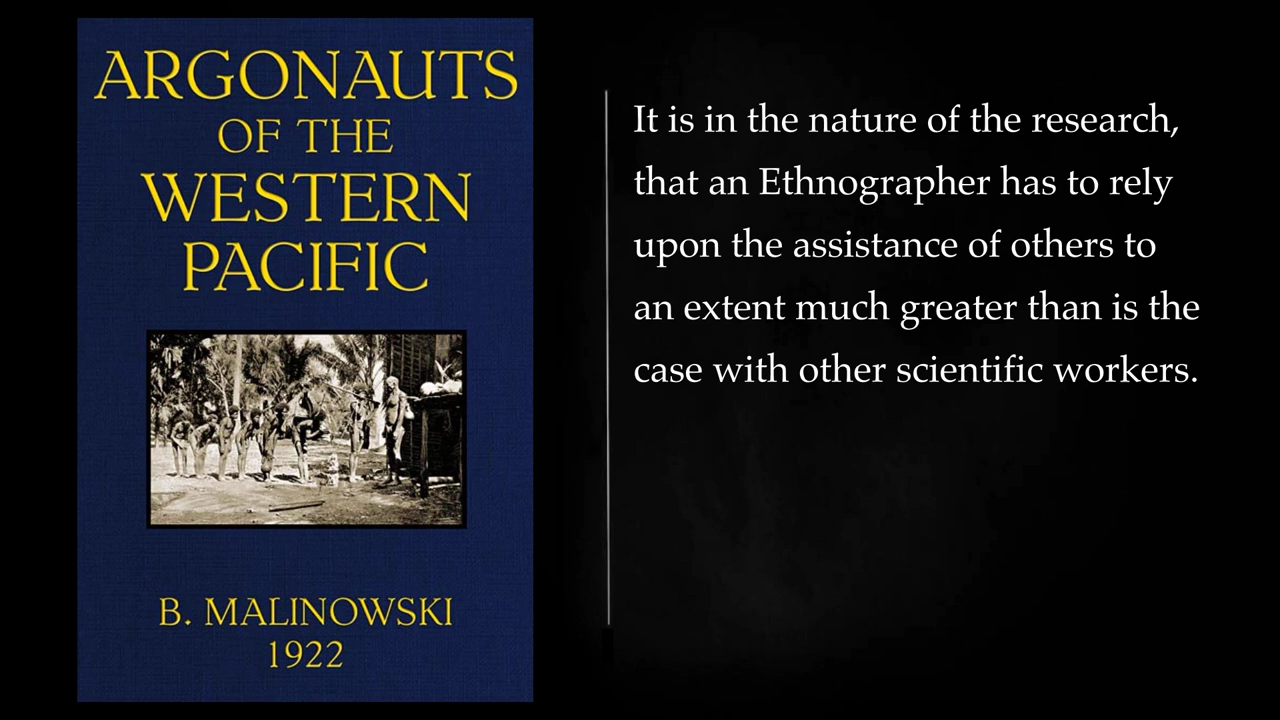 ARGONAUTS
OF THE
WESTERN
PACIFIC
B. MALINOWSKI
1922
It is in the nature of the research,
that an Ethnographer has to rely
upon the assistance of others to
an extent much greater than is the
case with other scientific workers.